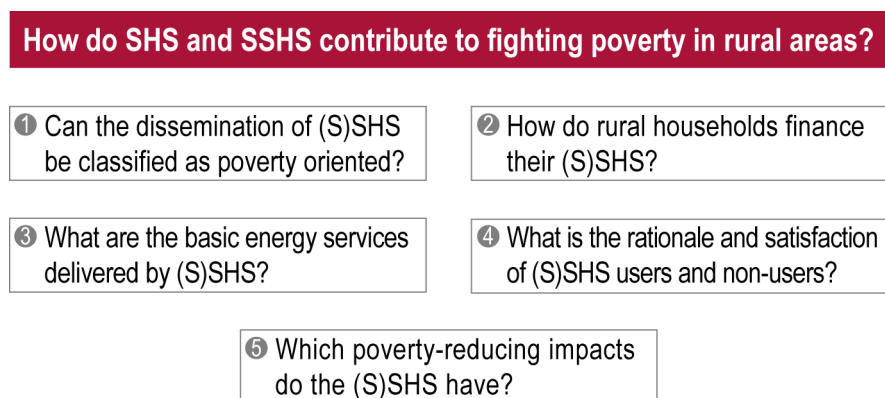 How do SHS and SSHS contribute to fighting poverty in rural areas?
❶ Can the dissemination of (S)SHS
be classified as poverty oriented?
❷ How do rural households finance
their (S)SHS?
❸ What are the basic energy services
delivered by (S)SHS?
❹ What is the rationale and satisfaction
of (S)SHS users and non-users?
❺ Which poverty-reducing impacts
do the (S)SHS have?